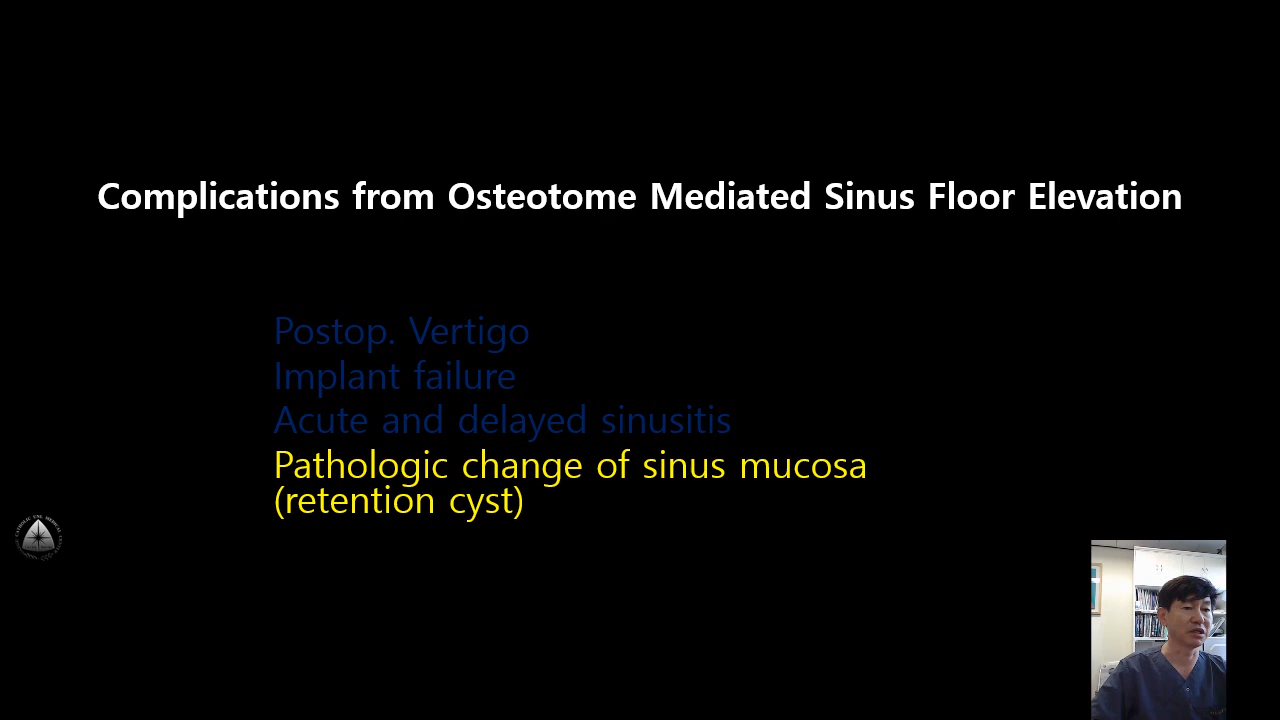 Complications from Osteotome Mediated Sinus Floor Elevation
Postop. Vertigo
Implant failure
Acute and delayed sinusitis
Pathologic change of sinus mucosa
(retention cyst)